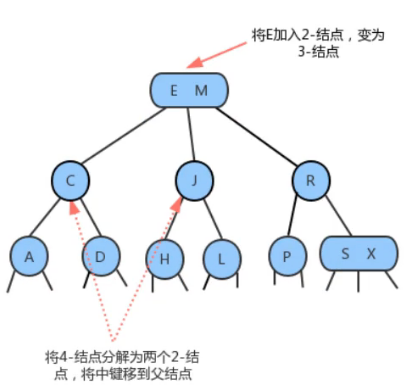 将E加入2-结点，变为
3-结点
E M
C J R
A D H L P S X
将4-结点分解为两个2-结
点，将中键移到父结点